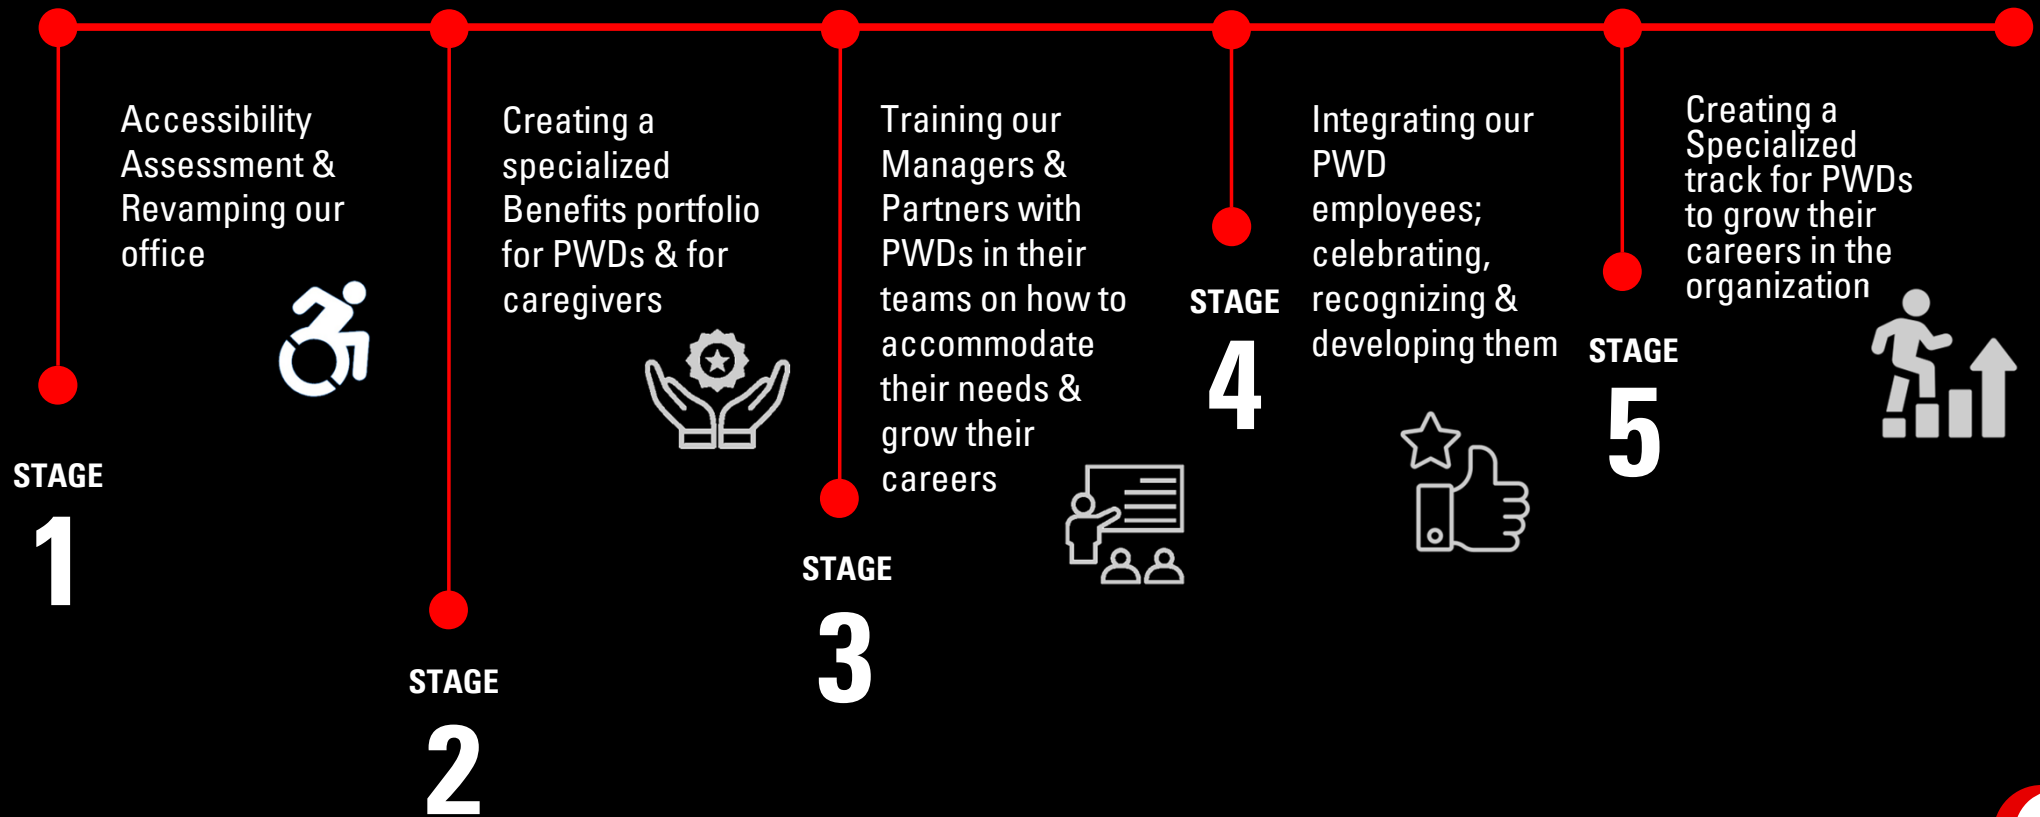 Accessibility
Assessment &
Revamping our
office
STAGE
1
Creating a
specialized
Benefits portfolio
for PWDs & for
caregivers
STAGE
2
Training our
Managers &
Partners with
PWDs in their
teams on how to
accommodate
their needs &
grow their
careers
STAGE
3
Integrating our
PWD
employees;
celebrating,
recognizing &
developing them
STAGE
4
Creating a
Specialized
track for PWDs
to grow their
careers in the
organization
STAGE
5